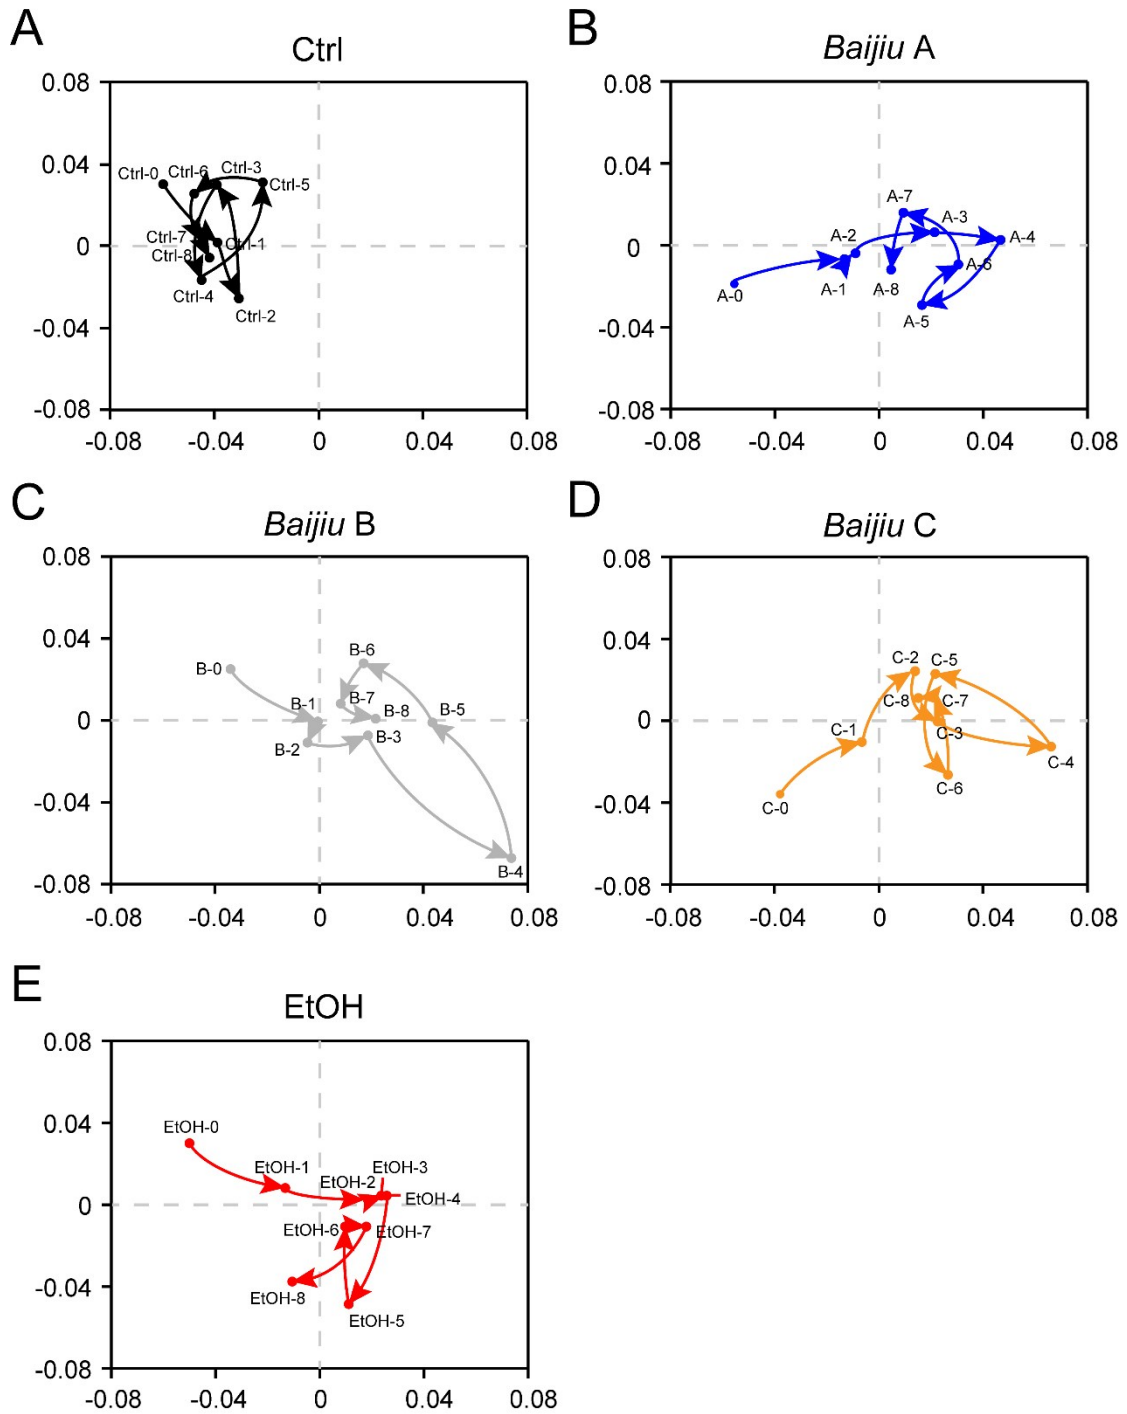 A
Ctrl
0.08
0.04
0
-0.04
-0.08
-0.08 -0.04 0 0.04 0.08
Ctrl-0
Ctrl-6
Ctrl-3
Ctrl-5
Ctrl-7
Ctrl-1
Ctrl-8
Ctrl-4
Ctrl-2
B
Baijiu A
0.08
0.04
0
-0.04
-0.08
-0.08 -0.04 0 0.04 0.08
A-7
A-3
A-2
A-4
A-6
A-0
A-1
A-8
A-5
C
Baijiu B
0.08
0.04
0
-0.04
-0.08
-0.08 -0.04 0 0.04 0.08
B-0
B-6
B-1
B-7
B-8
B-5
B-2
B-3
B-4
D
Baijiu C
0.08
0.04
0
-0.04
-0.08
-0.08 -0.04 0 0.04 0.08
C-2
C-5
C-8
C-7
C-1
C-3
C-4
C-6
C-0
E
EtOH
0.08
0.04
0
-0.04
-0.08
-0.08 -0.04 0 0.04 0.08
EtOH-0
EtOH-1
EtOH-3
EtOH-2
EtOH-4
EtOH-6
EtOH-7
EtOH-8
EtOH-5